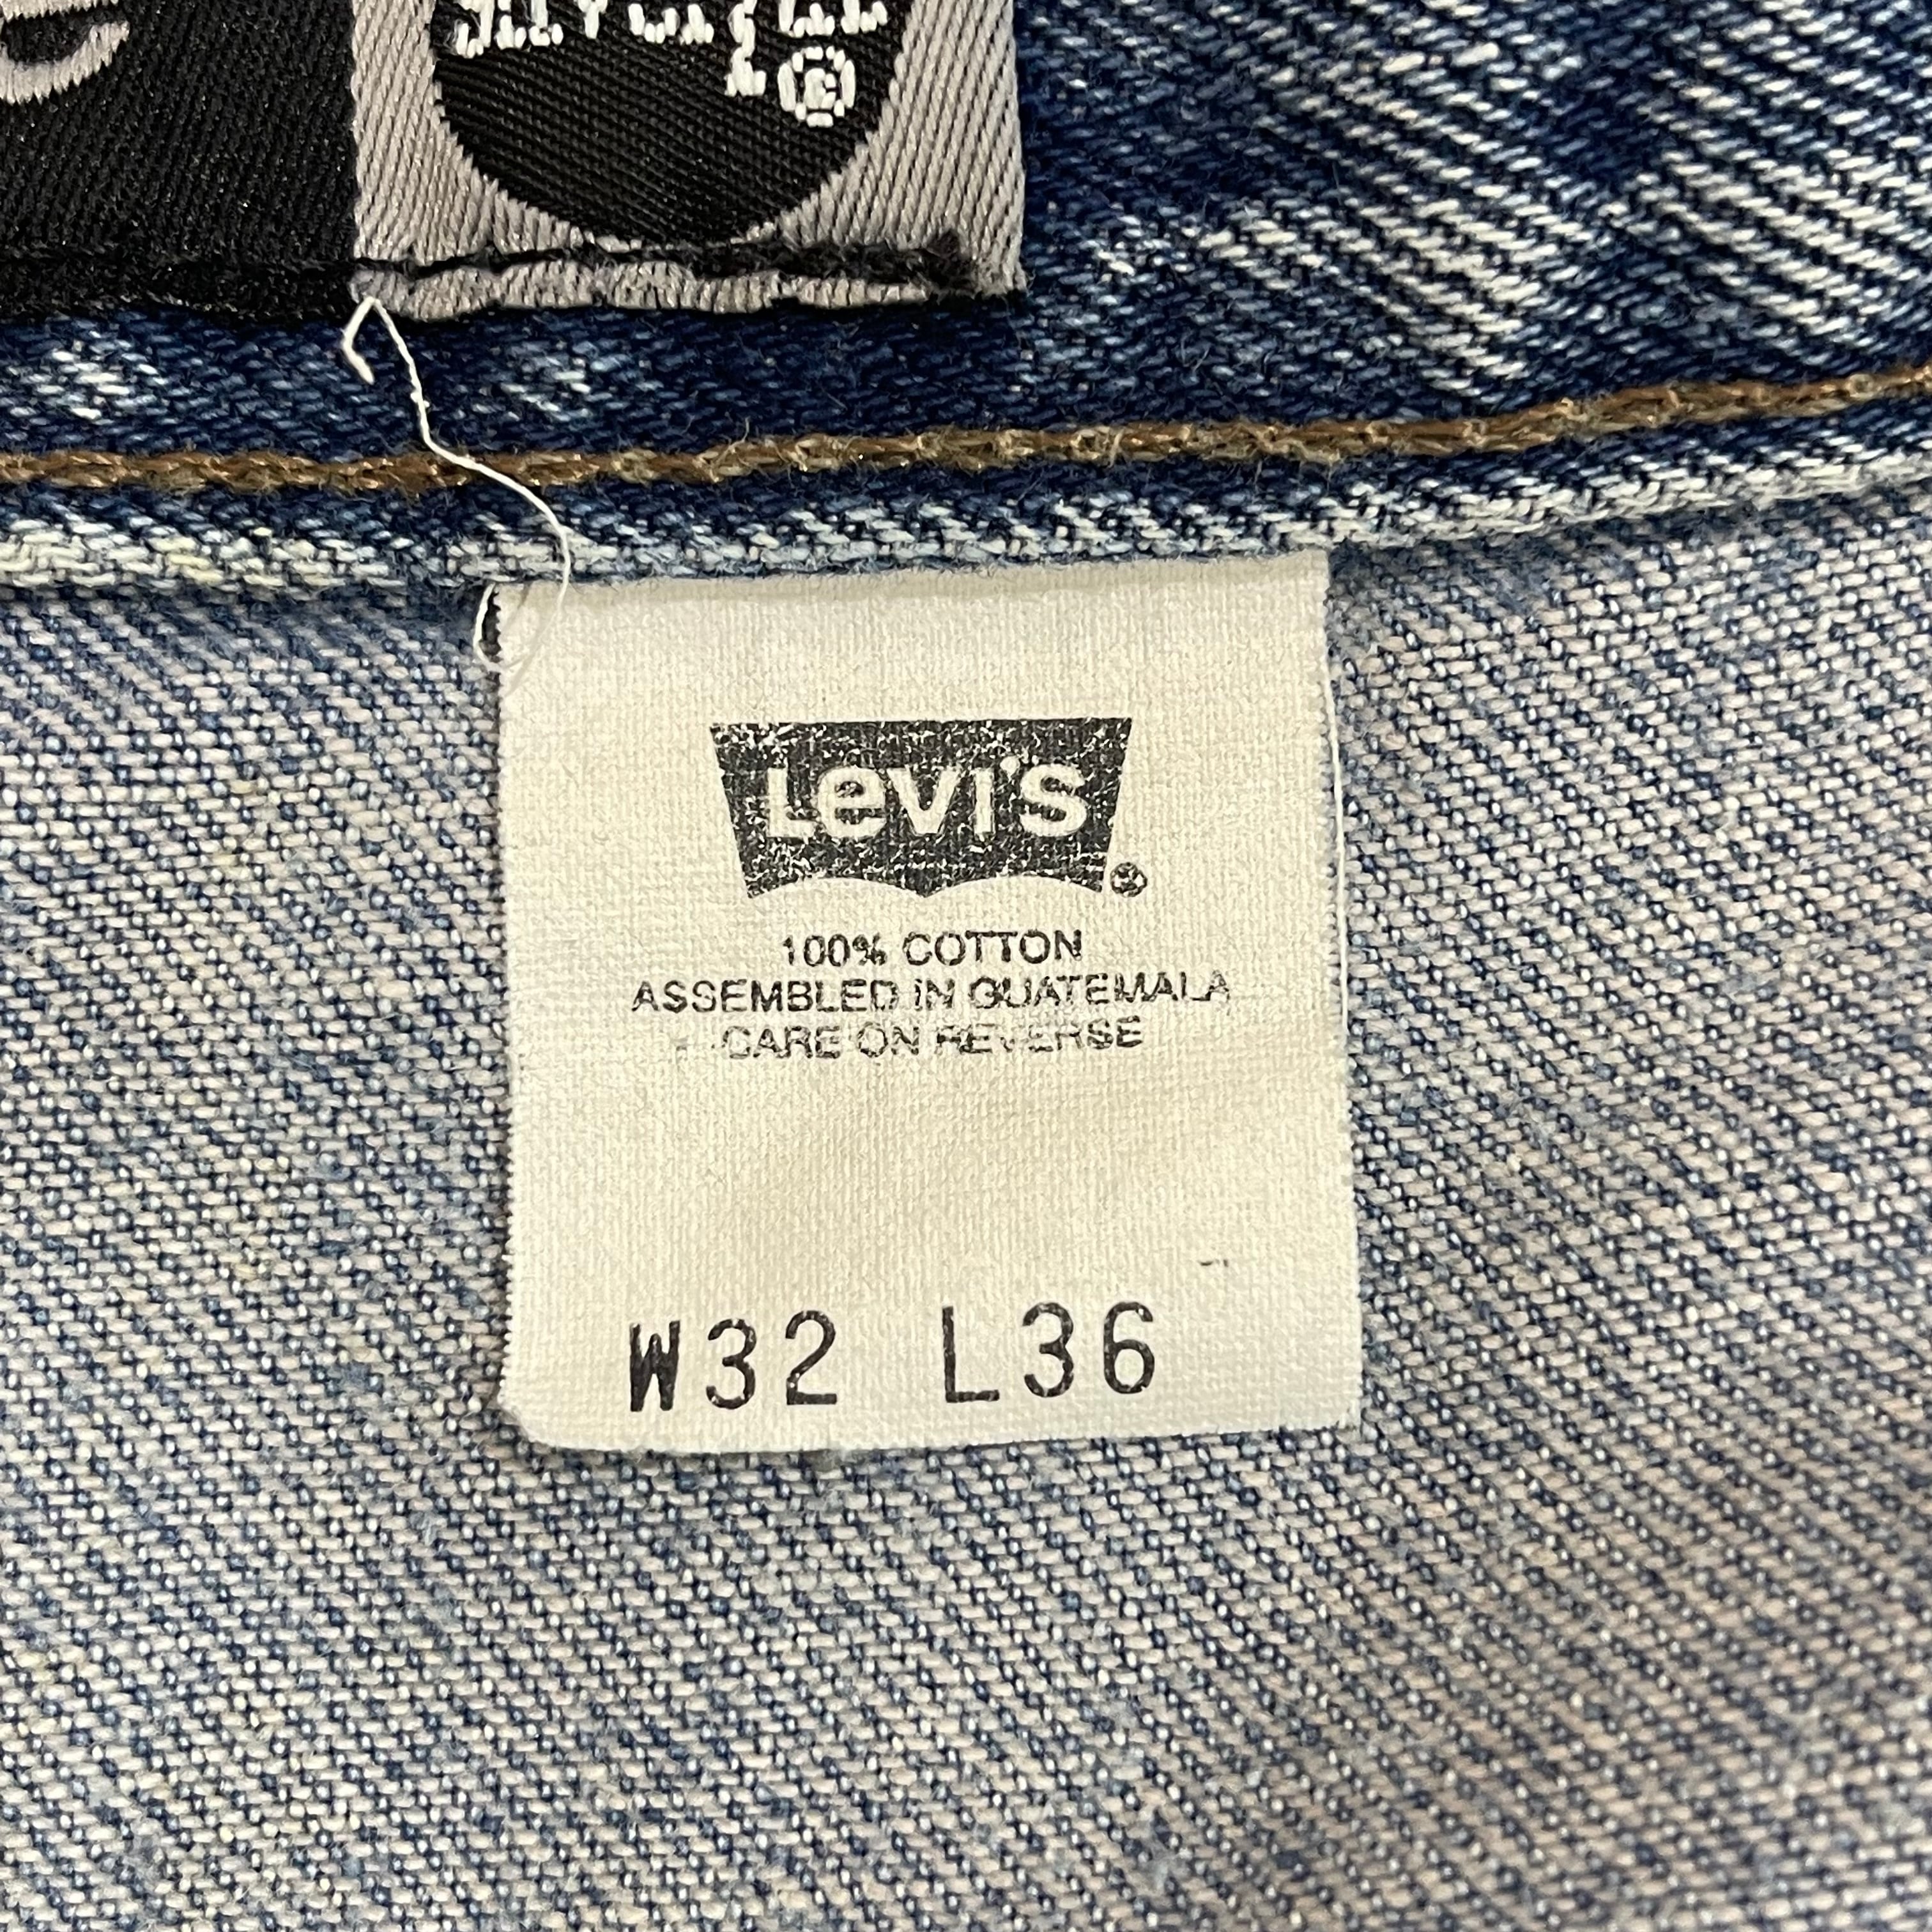 Levi's ®
100% COTTON
ASSEMBLED IN GUATEMALA
CARE ON REVERSE
W32 L36